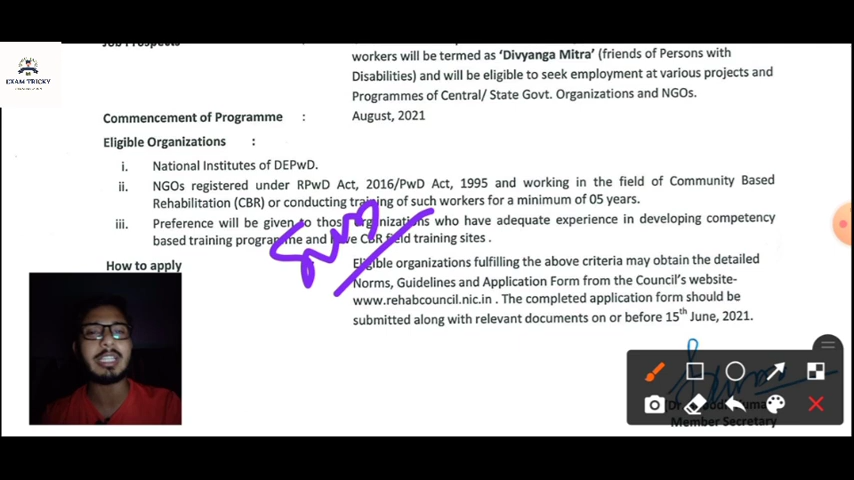 EXAM TRICKY
workers will be termed as ‘Divyanga Mitra’ (friends of Persons with
Disabilities) and will be eligible to seek employment at various projects and
Programmes of Central/ State Govt. Organizations and NGOs.
Commencement of Programme : August, 2021
Eligible Organizations :
i. National Institutes of DEPwD.
ii. NGOs registered under RPwD Act, 2016/PwD Act, 1995 and working in the field of Community Based
Rehabilitation (CBR) or conducting training of such workers for a minimum of 05 years.
iii. Preference will be given to those organizations who have adequate experience in developing competency
based training programme and have CBR field training sites .
How to apply Eligible organizations fulfilling the above criteria may obtain the detailed
Norms, Guidelines and Application Form from the Council's website-
www.rehabcouncil.nic.in . The completed application form should be
submitted along with relevant documents on or before 15th June, 2021.
Member Secretary